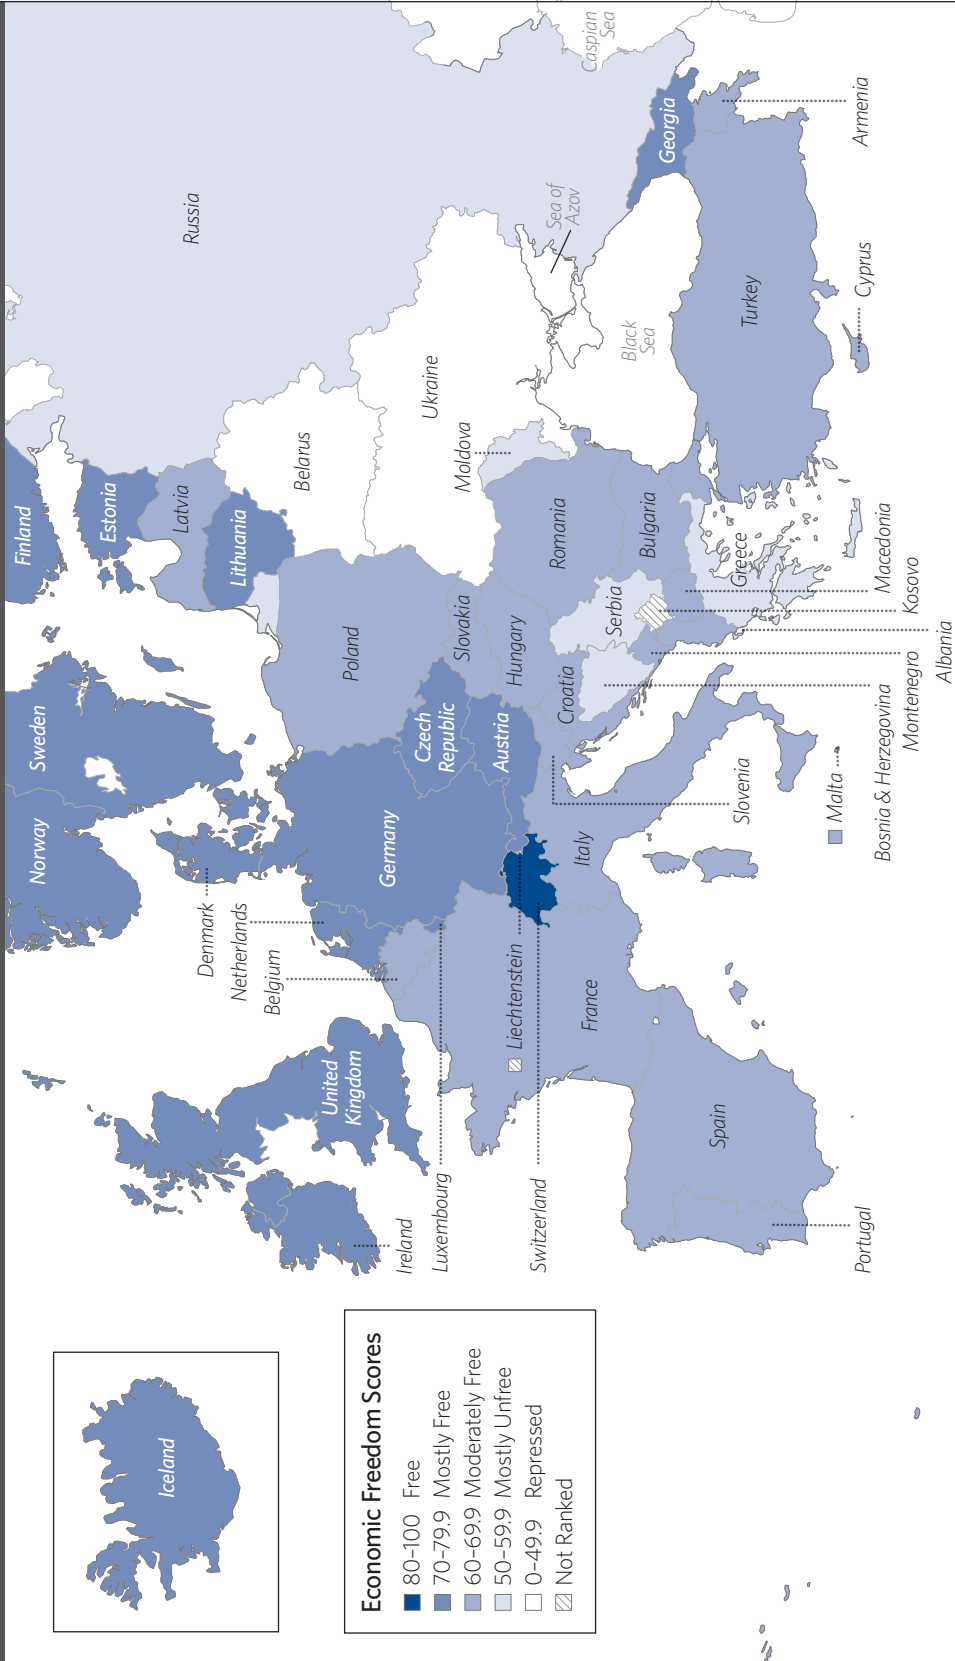 Iceland
Norway
Sweden
Finland
Russia
Estonia
Latvia
Lithuania
Denmark
Netherlands
Belgium
United
Kingdom
Ireland
Luxembourg
Germany
Poland
Belarus
Ukraine
Czech
Republic
Slovakia
Austria
Hungary
Moldova
Romania
Liechtenstein
Switzerland
France
Italy
Slovenia
Croatia
Serbia
Bulgaria
Sea of
Azov
Black
Sea
Caspian
Sea
Georgia
Armenia
Turkey
Cyprus
Greece
Macedonia
Kosovo
Albania
Montenegro
Bosnia & Herzegovina
Malta
Spain
Portugal
Economic Freedom Scores
80–100 Free
70–79.9 Mostly Free
60–69.9 Moderately Free
50–59.9 Mostly Unfree
0–49.9 Repressed
Not Ranked